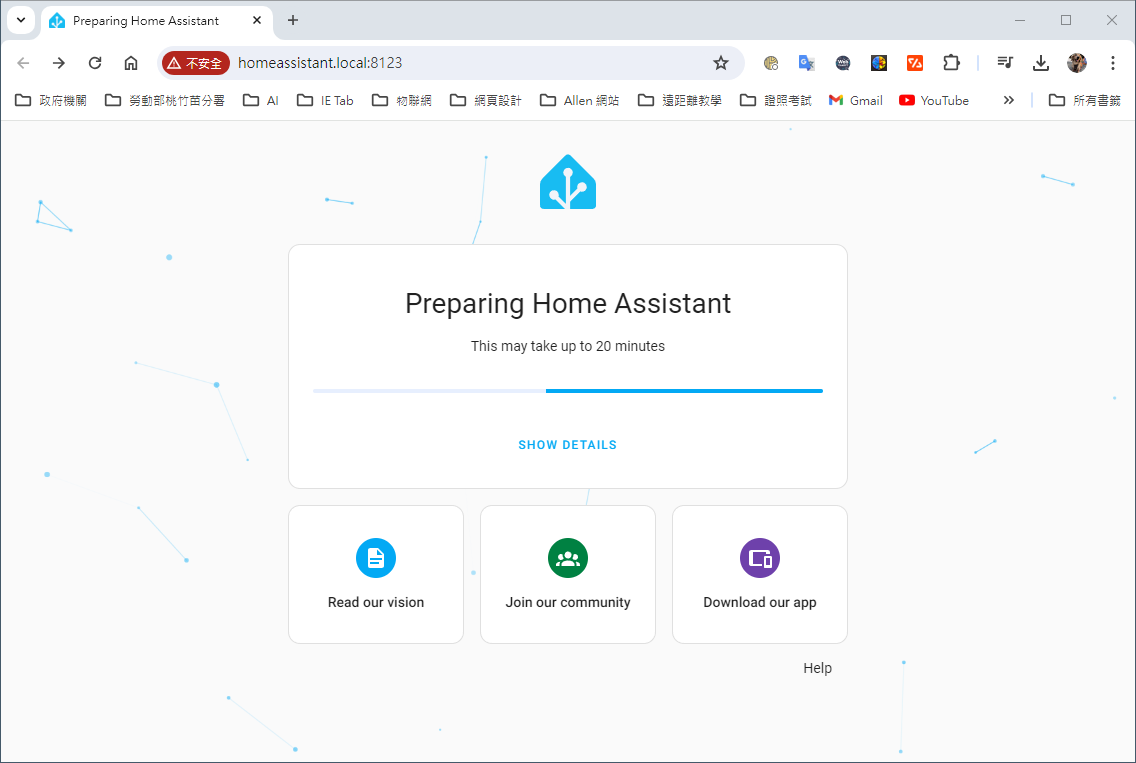 Preparing Home Assistant
不安全 homeassistant.local:8123
政府機關 勞動部桃竹苗分署 AI IE Tab 物聯網 網頁設計 Allen 網站 遠距離教學 證照考試 Gmail YouTube 所有書籤
Preparing Home Assistant
This may take up to 20 minutes
SHOW DETAILS
Read our vision Join our community Download our app
Help